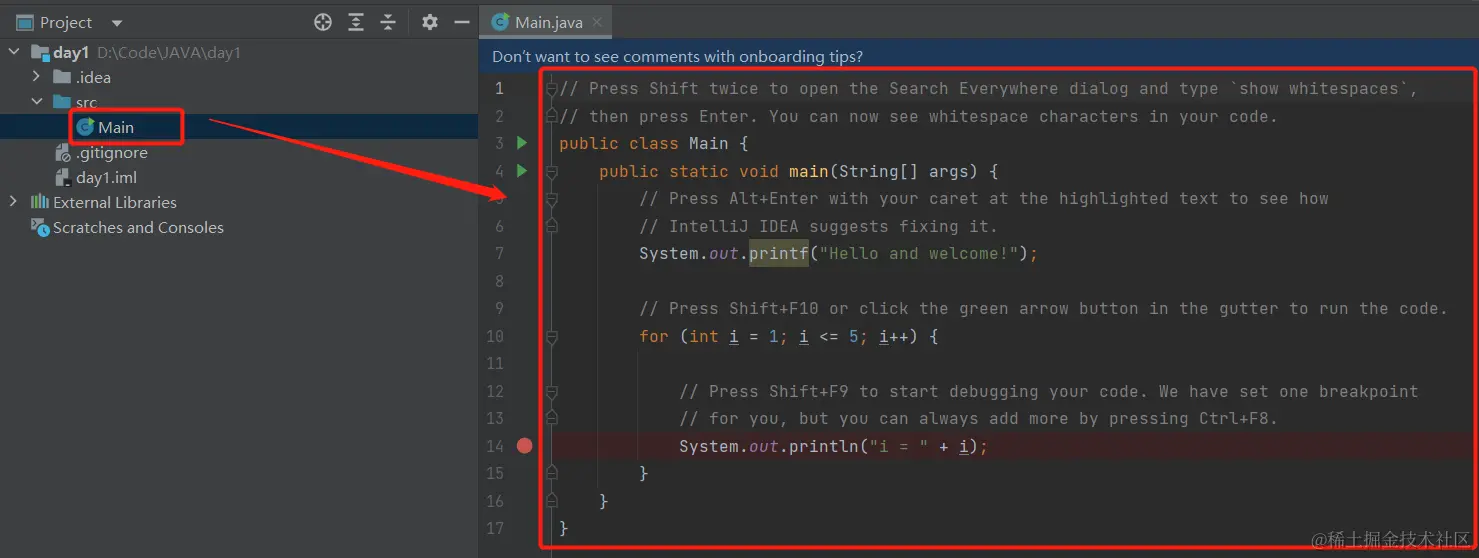 Project
day1 D:\Code\JAVA\day1
.idea
src
Main
.gitignore
day1.iml
External Libraries
Scratches and Consoles
Main.java
Don't want to see comments with onboarding tips?
1 // Press Shift twice to open the Search Everywhere dialog and type `show whitespaces`,
2 // then press Enter. You can now see whitespace characters in your code.
3 public class Main {
4 public static void main(String[] args) {
5 // Press Alt+Enter with your caret at the highlighted text to see how
6 // IntelliJ IDEA suggests fixing it.
7 System.out.printf("Hello and welcome!");
8
9 // Press Shift+F10 or click the green arrow button in the gutter to run the code.
10 for (int i = 1; i <= 5; i++) {
11
12 // Press Shift+F9 to start debugging your code. We have set one breakpoint
13 // for you, but you can always add more by pressing Ctrl+F8.
14 System.out.println("i = " + i);
15 }
16 }
17 }
@稀土掘金技术社区